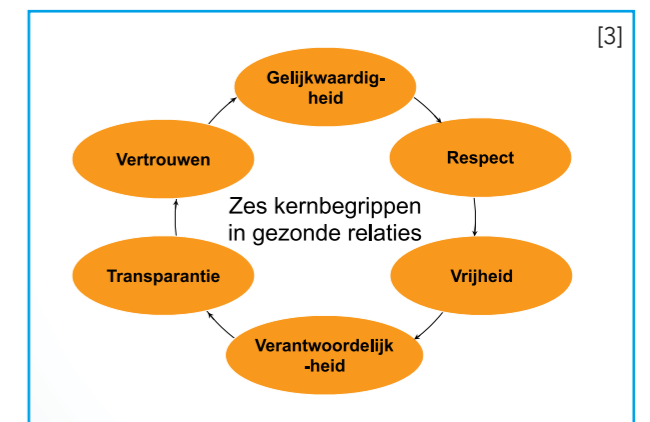 [3]
Gelijkwaardig-
heid
Respect
Vrijheid
Verantwoordelijk
-heid
Transparantie
Vertrouwen
Zes kernbegrippen
in gezonde relaties